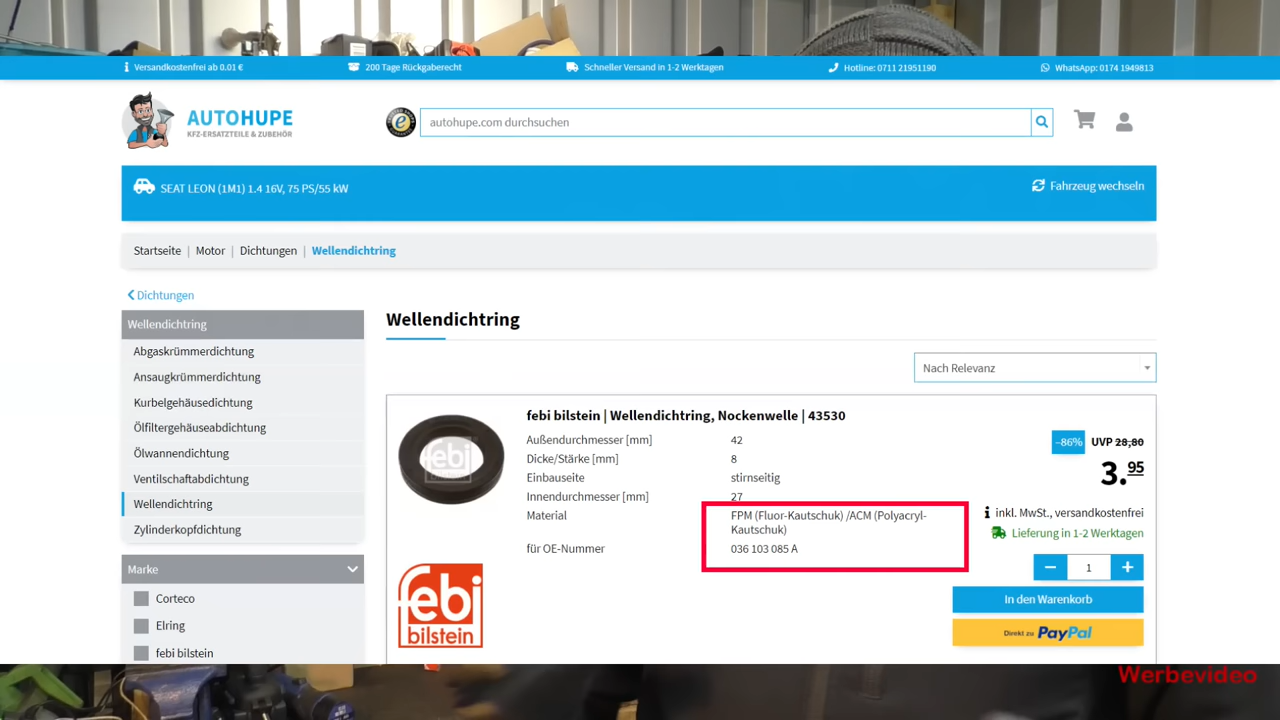 Versandkostenfrei ab 0.01 €
200 Tage Rückgaberecht
Schneller Versand in 1-2 Werktagen
Hotline: 0711 21951190
WhatsApp: 0174 1949813
AUTOHUPE
KFZ-ERSATZTEILE & ZUBEHÖR
autohupe.com durchsuchen
SEAT LEON (1M1) 1.4 16V, 75 PS/55 kW
Fahrzeug wechseln
Startseite | Motor | Dichtungen | Wellendichtring
Dichtungen
Wellendichtring
Abgaskrümmerdichtung
Ansaugkrümmerdichtung
Kurbelgehäusedichtung
Ölfiltergehäuseabdichtung
Ölwannendichtung
Ventilschaftabdichtung
Wellendichtring
Zylinderkopfdichtung
Marke
Corteco
Elring
febi bilstein
Wellendichtring
Nach Relevanz
febi bilstein | Wellendichtring, Nockenwelle | 43530
Außendurchmesser [mm] 42
Dicke/Stärke [mm] 8
Einbauseite stirnseitig
Innendurchmesser [mm] 27
Material FPM (Fluor-Kautschuk) /ACM (Polyacryl-
Kautschuk)
für OE-Nummer 036 103 085 A
febi
febi
bilstein
-86% UVP 28,80
3.95
inkl. MwSt., versandkostenfrei
Lieferung in 1-2 Werktagen
− 1 +
In den Warenkorb
Direkt zu PayPal
Werbevideo